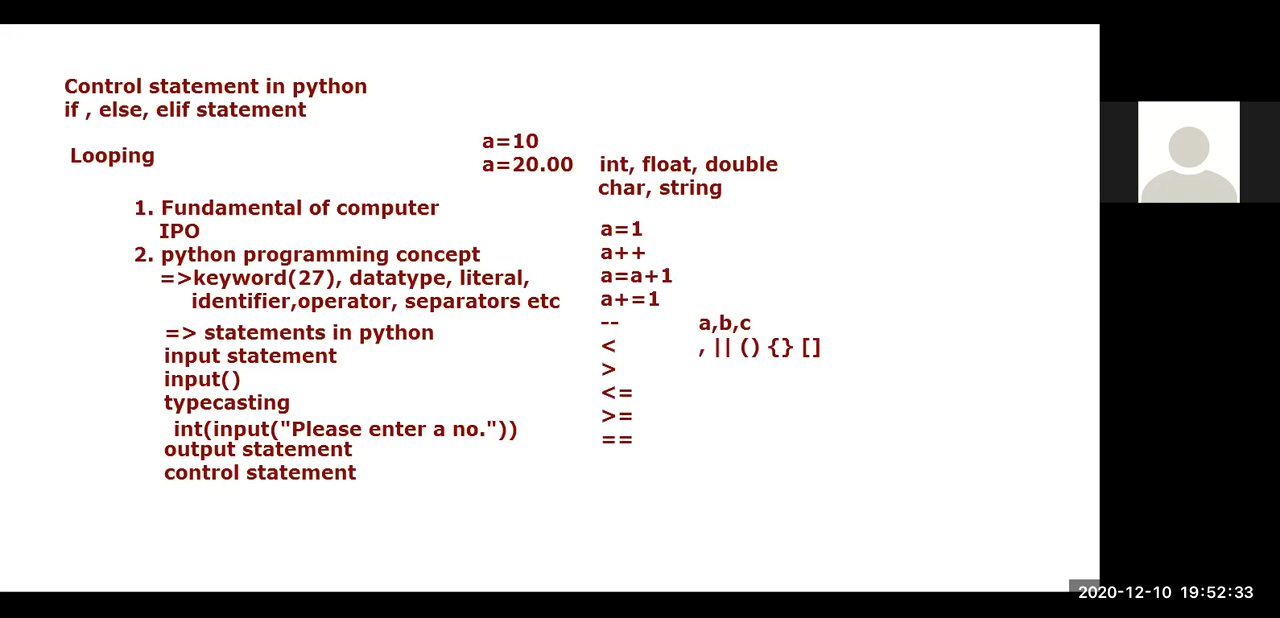 Control statement in python
if , else, elif statement
Looping
a=10
a=20.00 int, float, double
char, string
1. Fundamental of computer
IPO
2. python programming concept
=>keyword(27), datatype, literal,
identifier,operator, separators etc
=> statements in python
input statement
input()
typecasting
int(input("Please enter a no."))
output statement
control statement
a=1
a++
a=a+1
a+=1
--
<
>
<=
>=
==
a,b,c
, || () {} []
2020-12-10 19:52:33